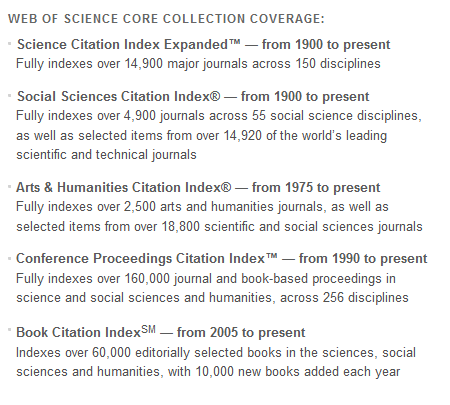 WEB OF SCIENCE CORE COLLECTION COVERAGE:
Science Citation Index Expanded™ — from 1900 to present
Fully indexes over 14,900 major journals across 150 disciplines
Social Sciences Citation Index® — from 1900 to present
Fully indexes over 4,900 journals across 55 social science disciplines,
as well as selected items from over 14,920 of the world's leading
scientific and technical journals
Arts & Humanities Citation Index® — from 1975 to present
Fully indexes over 2,500 arts and humanities journals, as well as
selected items from over 18,800 scientific and social sciences journals
Conference Proceedings Citation Index™ — from 1990 to present
Fully indexes over 160,000 journal and book-based proceedings in
science and social sciences and humanities, across 256 disciplines
Book Citation Index℠ — from 2005 to present
Indexes over 60,000 editorially selected books in the sciences, social
sciences and humanities, with 10,000 new books added each year